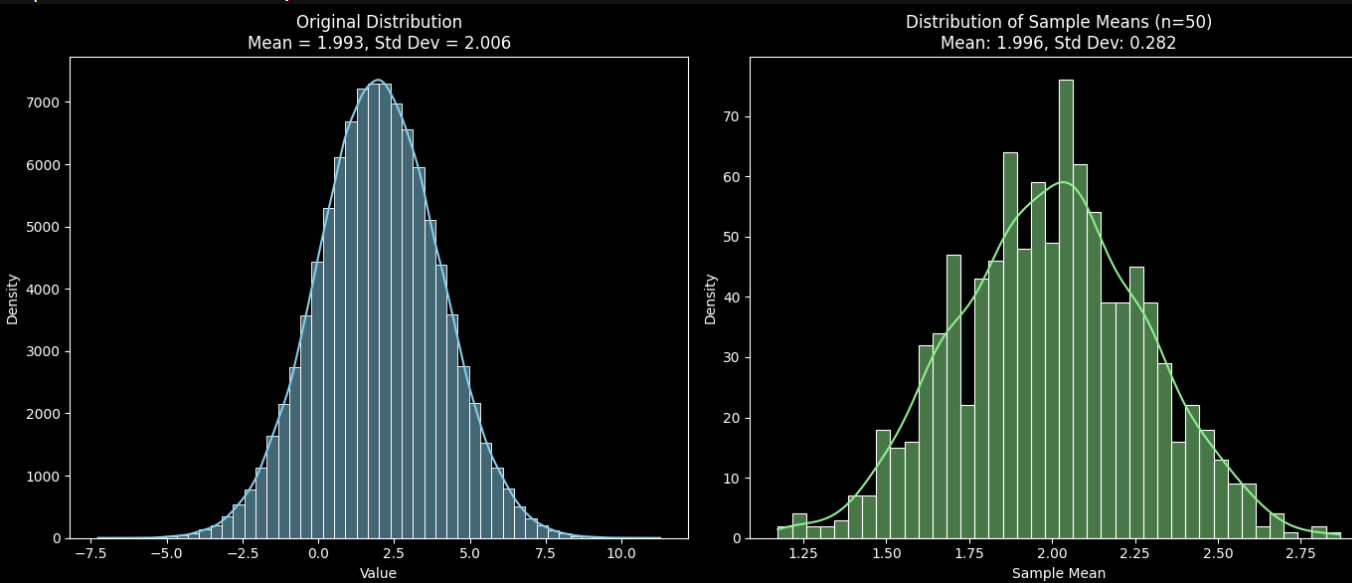 Original Distribution
Mean = 1.993, Std Dev = 2.006
Density
7000
6000
5000
4000
3000
2000
1000
0
−7.5 −5.0 −2.5 0.0 2.5 5.0 7.5 10.0
Value
Distribution of Sample Means (n=50)
Mean: 1.996, Std Dev: 0.282
Density
70
60
50
40
30
20
10
0
1.25 1.50 1.75 2.00 2.25 2.50 2.75
Sample Mean